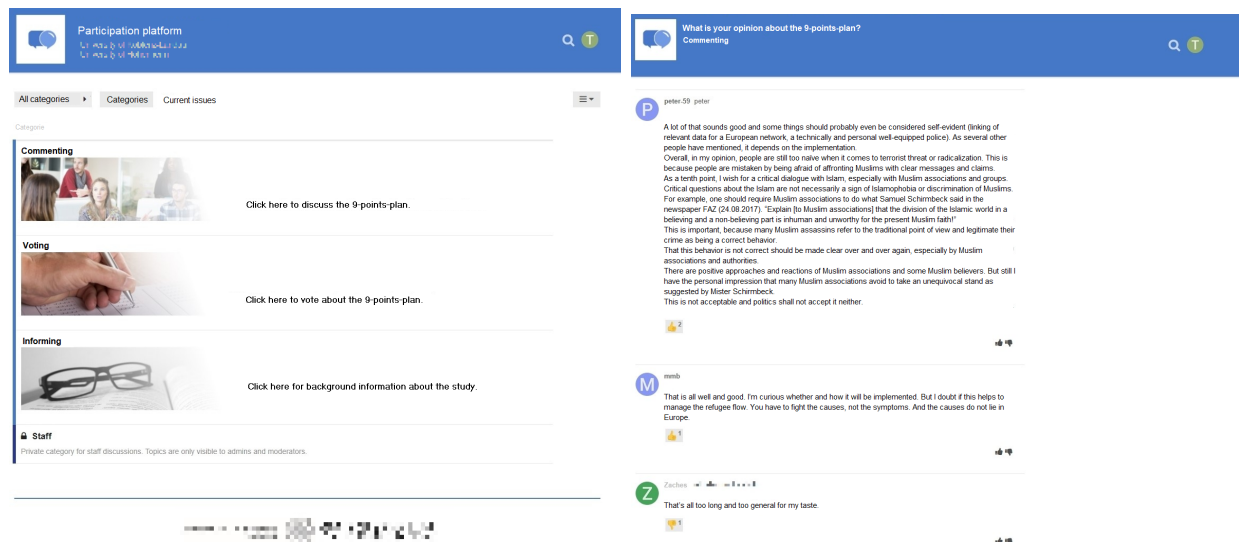 Participation platform
T
All categories
Categories
Current issues
Categorie
Commenting
Click here to discuss the 9-points-plan.
Voting
Click here to vote about the 9-points-plan.
Informing
Click here for background information about the study.
Staff
Private category for staff discussions. Topics are only visible to admins and moderators.
What is your opinion about the 9-points-plan?
Commenting
T
P
peter-59 peter
A lot of that sounds good and some things should probably even be considered self-evident (linking of
relevant data for a European network, a technically and personal well-equipped police). As several other
people have mentioned, it depends on the implementation.
Overall, in my opinion, people are still too naive when it comes to terrorist threat or radicalization. This is
because people are mistaken by being afraid of affronting Muslims with clear messages and claims.
As a tenth point, I wish for a critical dialogue with Islam, especially with Muslim associations and groups.
Critical questions about the Islam are not necessarily a sign of Islamophobia or discrimination of Muslims.
For example, one should require Muslim associations to do what Samuel Schirmbeck said in the
newspaper FAZ (24.08.2017). "Explain [to Muslim associations] that the division of the Islamic world in a
believing and a non-believing part is inhuman and unworthy for the present Muslim faith!"
This is important, because many Muslim assassins refer to the traditional point of view and legitimate their
crime as being a correct behavior.
That this behavior is not correct should be made clear over and over again, especially by Muslim
associations and authorities.
There are positive approaches and reactions of Muslim associations and some Muslim believers. But still I
have the personal impression that many Muslim associations avoid to take an unequivocal stand as
suggested by Mister Schirmbeck.
This is not acceptable and politics shall not accept it neither.
2
M
mmb
That is all well and good. I'm curious whether and how it will be implemented. But I doubt if this helps to
manage the refugee flow. You have to fight the causes, not the symptoms. And the causes do not lie in
Europe.
1
Z
Zeches
That's all too long and too general for my taste.
1